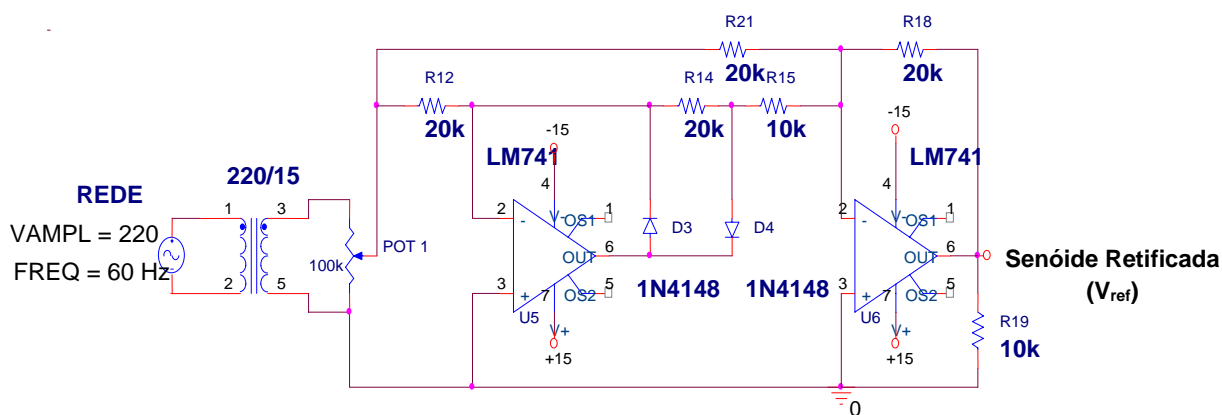 R21
20k
R18
20k
R12
20k
R14
20k
R15
10k
REDE
VAMPL = 220
FREQ = 60 Hz
220/15
1
2
3
5
POT 1
100k
-15
LM741
4
2
-
-
OS1
1
6
OUT
3
+
7
OS2
5
U5
+
+15
D3
1N4148
D4
1N4148
-15
LM741
4
2
-
-
OS1
1
6
OUT
3
+
7
OS2
5
U6
+
+15
0
Senóide Retificada
(Vref)
R19
10k